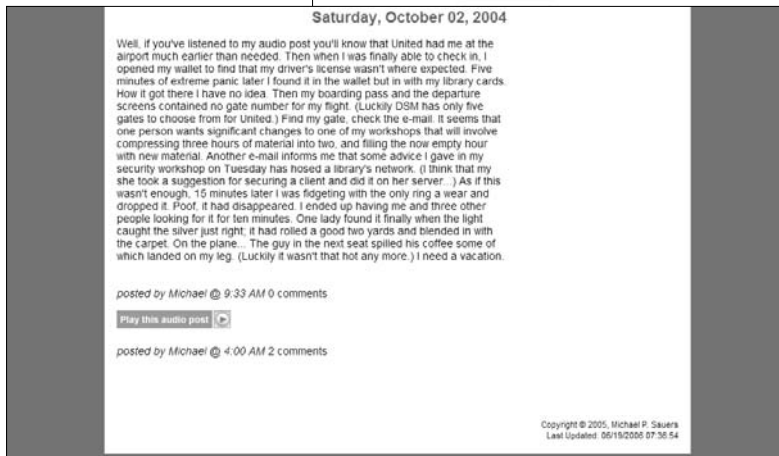 Saturday, October 02, 2004
Well, if you've listened to my audio post you'll know that United had me at the
airport much earlier than needed. Then when I was finally able to check in, I
opened my wallet to find that my driver's license wasn't where expected. Five
minutes of extreme panic later I found it in the wallet but in with my library cards.
How it got there I have no idea. Then my boarding pass and the departure
screens contained no gate number for my flight. (Luckily DSM has only five
gates to choose from for United.) Find my gate, check the e-mail. It seems that
one person wants significant changes to one of my workshops that will involve
compressing three hours of material into two, and filling the now empty hour
with new material. Another e-mail informs me that some advice I gave in my
security workshop on Tuesday has hosed a library's network. (I think that my
she took a suggestion for securing a client and did it on her server...) As if this
wasn't enough, 15 minutes later I was fidgeting with the only ring a wear and
dropped it. Poof, it had disappeared. I ended up having me and three other
people looking for it for ten minutes. One lady found it finally when the light
caught the silver just right; it had rolled a good two yards and blended in with
the carpet. On the plane... The guy in the next seat spilled his coffee some of
which landed on my leg. (Luckily it wasn't that hot any more.) I need a vacation.
posted by Michael @ 9:33 AM 0 comments
Play this audio post
posted by Michael @ 4:00 AM 2 comments
Copyright © 2005, Michael P. Sauers
Last Updated: 06/19/2006 07:36:54